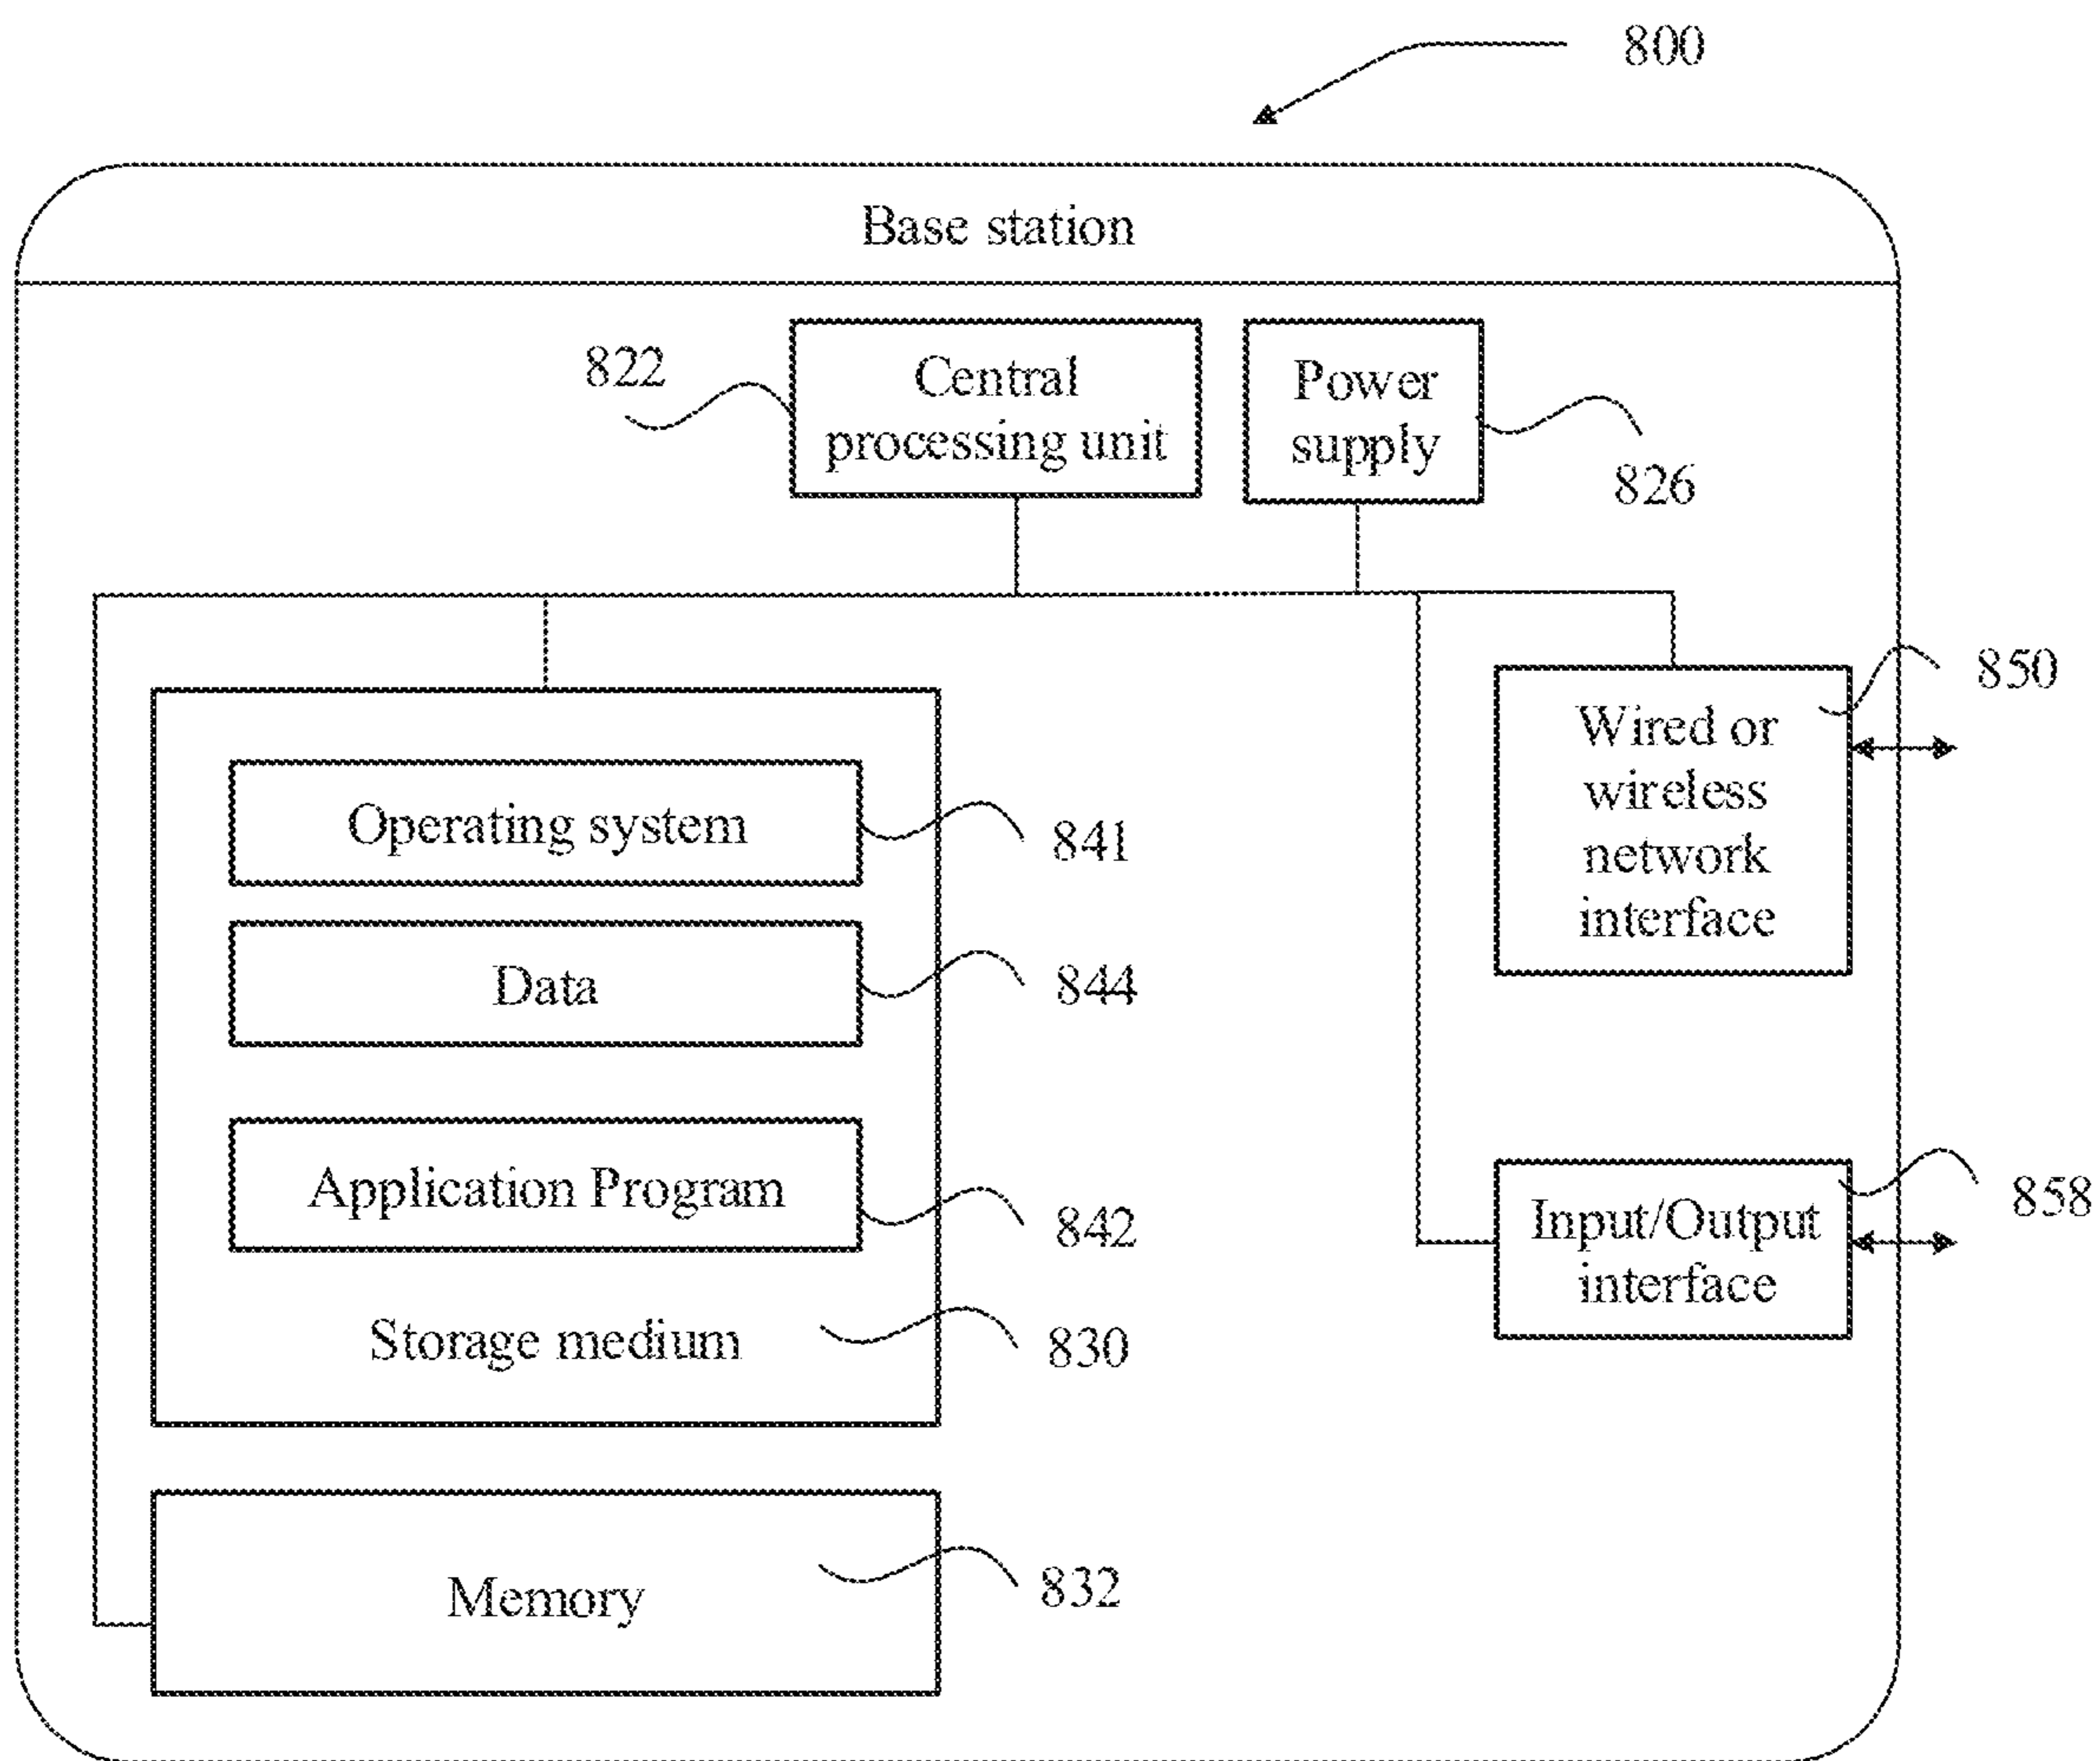 800
Base station
822
Central
processing unit
Power
supply
826
850
Wired or
wireless
network
interface
Operating system
841
Data
844
Application Program
842
858
Input/Output
interface
Storage medium
830
Memory
832